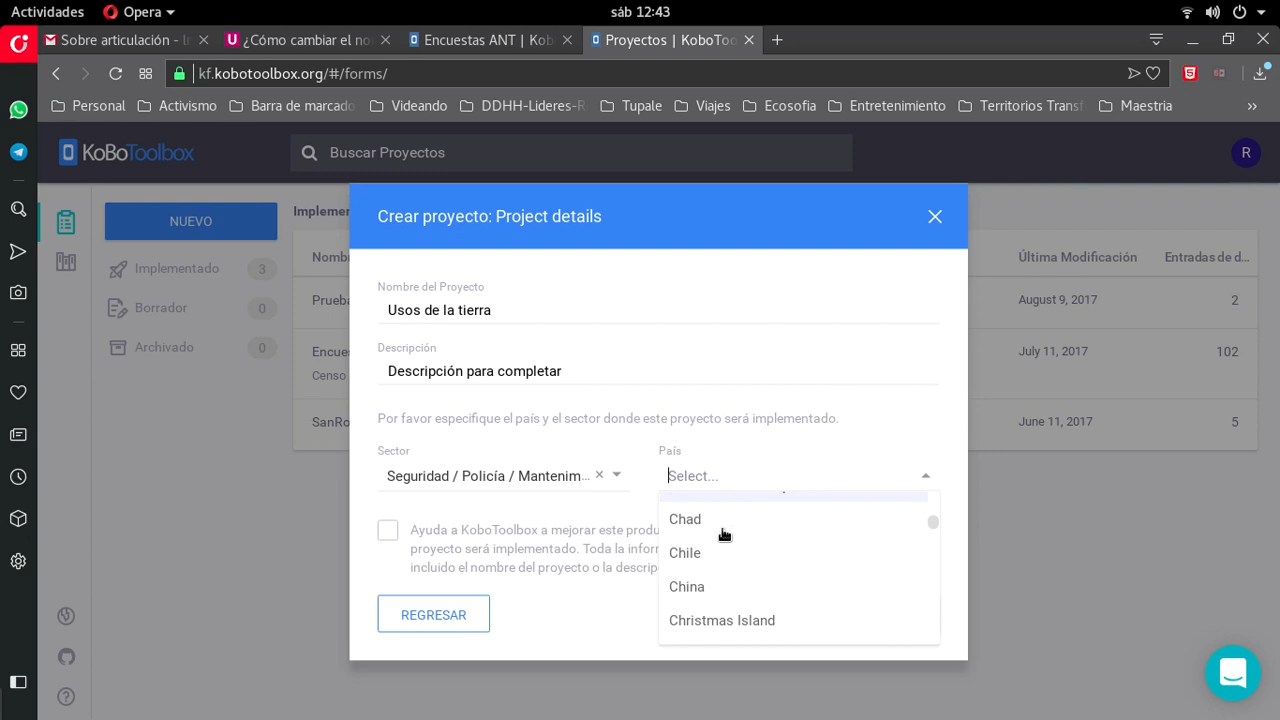 Actividades
Opera
sáb 12:43
Sobre articulación - I
¿Cómo cambiar el no
Encuestas ANT | Kob
Proyectos | KoboToo
kf.kobotoolbox.org/#/forms/
Personal
Activismo
Barra de marcado
Videando
DDHH-Lideres-R
Tupale
Viajes
Ecosofia
Entretenimiento
Territorios Transf
Maestria
KoBoToolbox
Buscar Proyectos
R
NUEVO
Implementado 3
Borrador 0
Archivado 0
Implemen
Nomb
Última Modificación
Entradas de d...
Prueba
August 9, 2017
2
Encues
Censo
July 11, 2017
102
SanRo
June 11, 2017
5
Crear proyecto: Project details
Nombre del Proyecto
Usos de la tierra
Descripción
Descripción para completar
Por favor especifique el país y el sector donde este proyecto será implementado.
Sector
País
Seguridad / Policía / Mantenim...
Select...
Chad
Chile
China
Christmas Island
Ayuda a KoboToolbox a mejorar este produ
proyecto será implementado. Toda la inform
incluido el nombre del proyecto o la descrip
REGRESAR